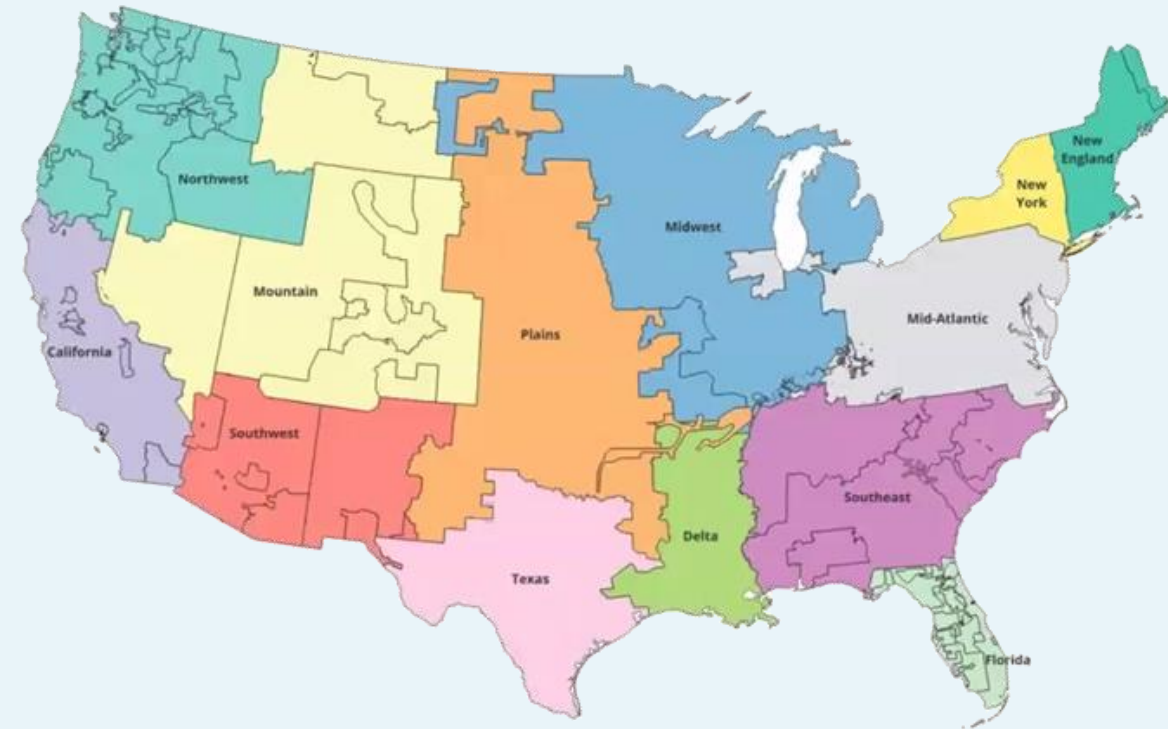 New
England
Northwest
New
York
Midwest
Mountain
Mid-Atlantic
Plains
California
Southwest
Southeast
Delta
Texas
Florida